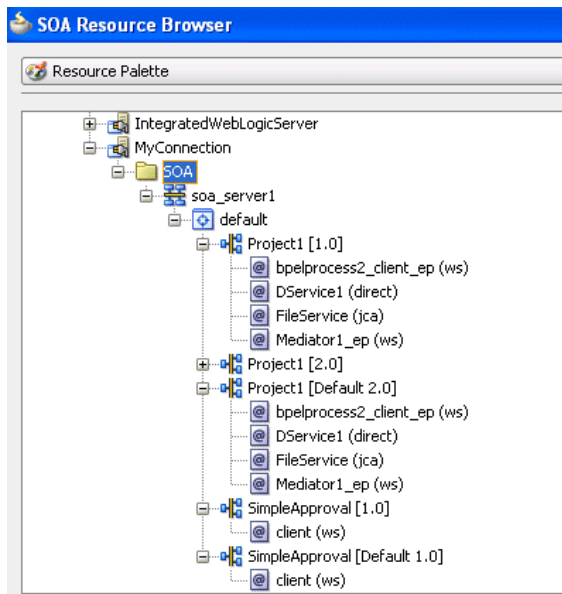 SOA Resource Browser
Resource Palette
IntegratedWebLogicServer
MyConnection
SOA
soa_server1
default
Project1 [1.0]
bpelprocess2_client_ep (ws)
DService1 (direct)
FileService (jca)
Mediator1_ep (ws)
Project1 [2.0]
Project1 [Default 2.0]
bpelprocess2_client_ep (ws)
DService1 (direct)
FileService (jca)
Mediator1_ep (ws)
SimpleApproval [1.0]
client (ws)
SimpleApproval [Default 1.0]
client (ws)